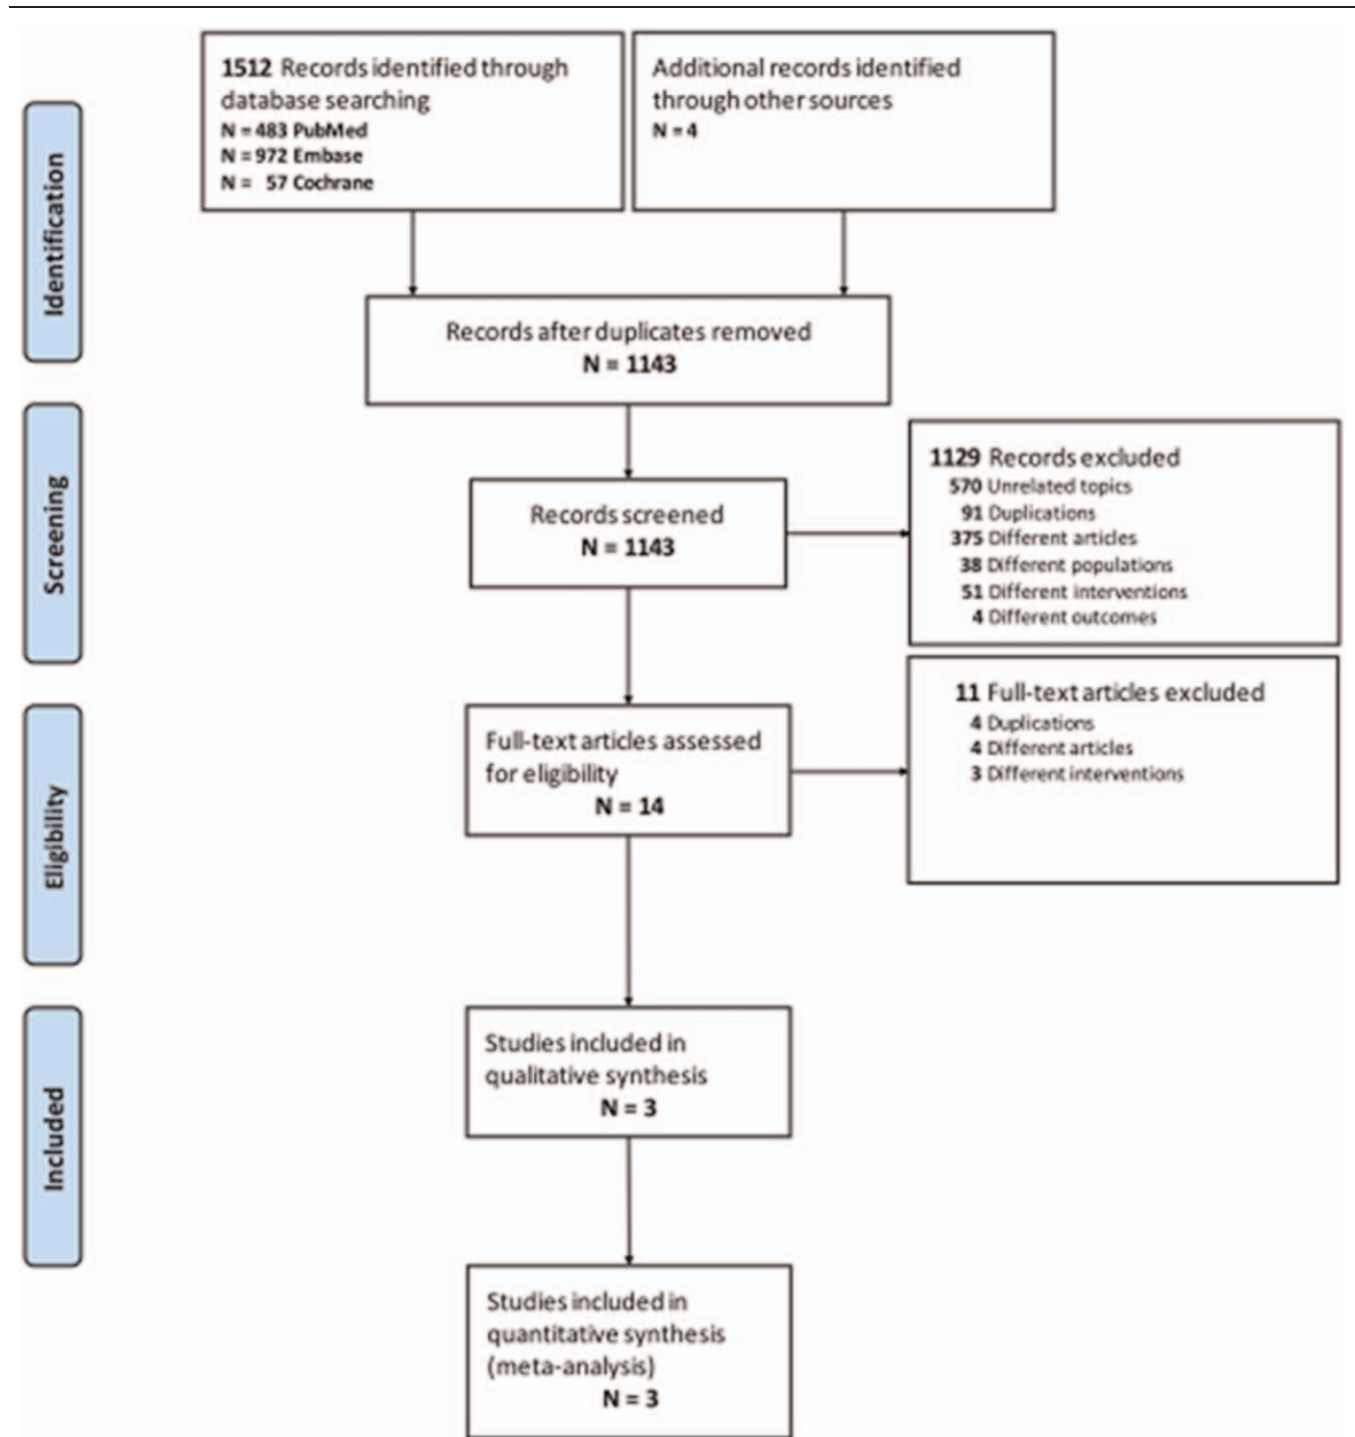 1512 Records identified through
database searching
N = 483 PubMed
N = 972 Embase
N = 57 Cochrane
Additional records identified
through other sources
N = 4
Identification
Records after duplicates removed
N = 1143
Screening
Records screened
N = 1143
1129 Records excluded
570 Unrelated topics
91 Duplications
375 Different articles
38 Different populations
51 Different interventions
4 Different outcomes
Eligibility
Full-text articles assessed
for eligibility
N = 14
11 Full-text articles excluded
4 Duplications
4 Different articles
3 Different interventions
Included
Studies included in
qualitative synthesis
N = 3
Studies included in
quantitative synthesis
(meta-analysis)
N = 3